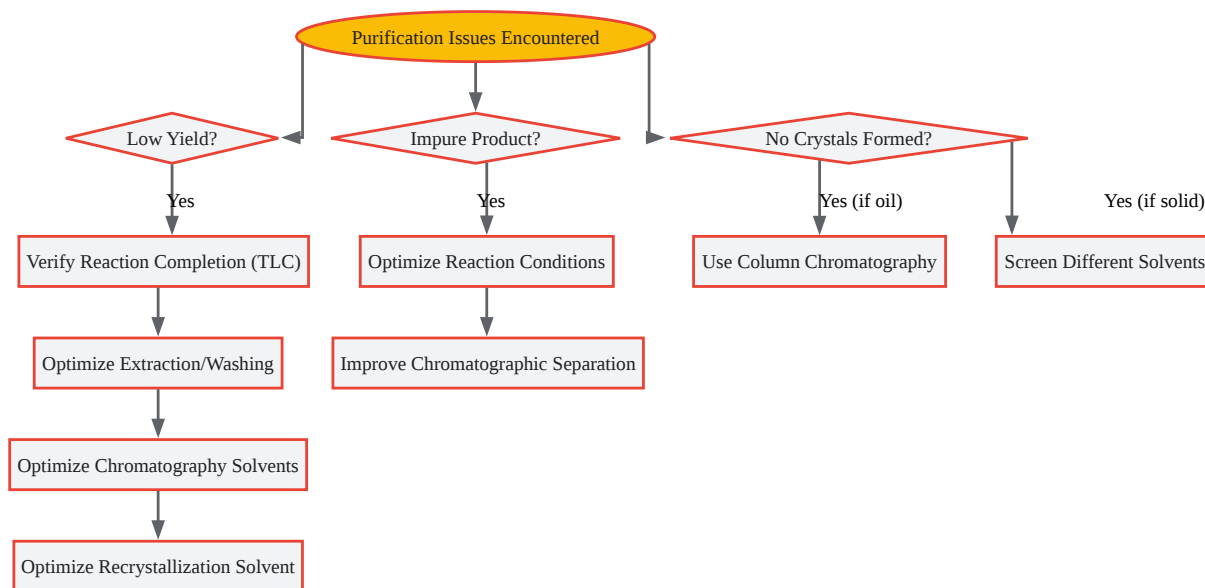 Purification Issues Encountered
Low Yield?
Impure Product?
No Crystals Formed?
Yes
Yes
Yes (if oil)
Yes (if solid)
Verify Reaction Completion (TLC)
Optimize Reaction Conditions
Use Column Chromatography
Screen Different Solvents
Optimize Extraction/Washing
Improve Chromatographic Separation
Optimize Chromatography Solvents
Optimize Recrystallization Solvent